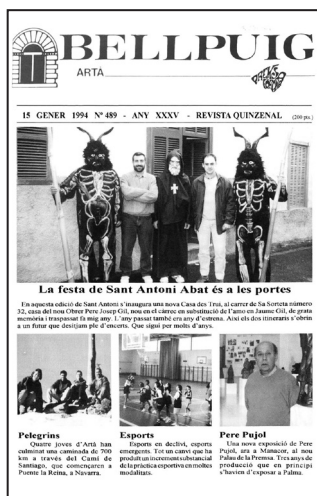 BELLPUIG
ARTÀ
15 GENER 1994 Nº 489 - ANY XXXV - REVISTA QUINZENAL (200 pts.)
La festa de Sant Antoni Abat és a les portes
En aquesta edició de Sant Antoni s'inaugura una nova Casa des Trui, al carrer de Sa Sorteta número
32, casa del nou Obrer Pere Josep Gil, nou en el càrrec en substitució de l'amo en Jaume Gil, de grata
memòria i traspassat fa mig any. L'any passat també era any d'estrena. Així els dos itineraris s'obrin
a un futur que desitjam ple d'encerts. Que sigui per molts d'anys.
Pelegrins
Quatre joves d'Artà han
culminat una caminada de 700
km a través del Camí de
Santiago, que començaren a
Puente la Reina, a Navarra.
Esports
Esports en declivi, esports
emergents. Tot un canvi que ha
produït un increment substancial
de la pràctica esportiva en moltes
modalitats.
Pere Pujol
Una nova exposició de Pere
Pujol, ara a Manacor, al nou
Palau de la Premsa. Tres anys de
producció que en principi
s'havien d'exposar a Palma.